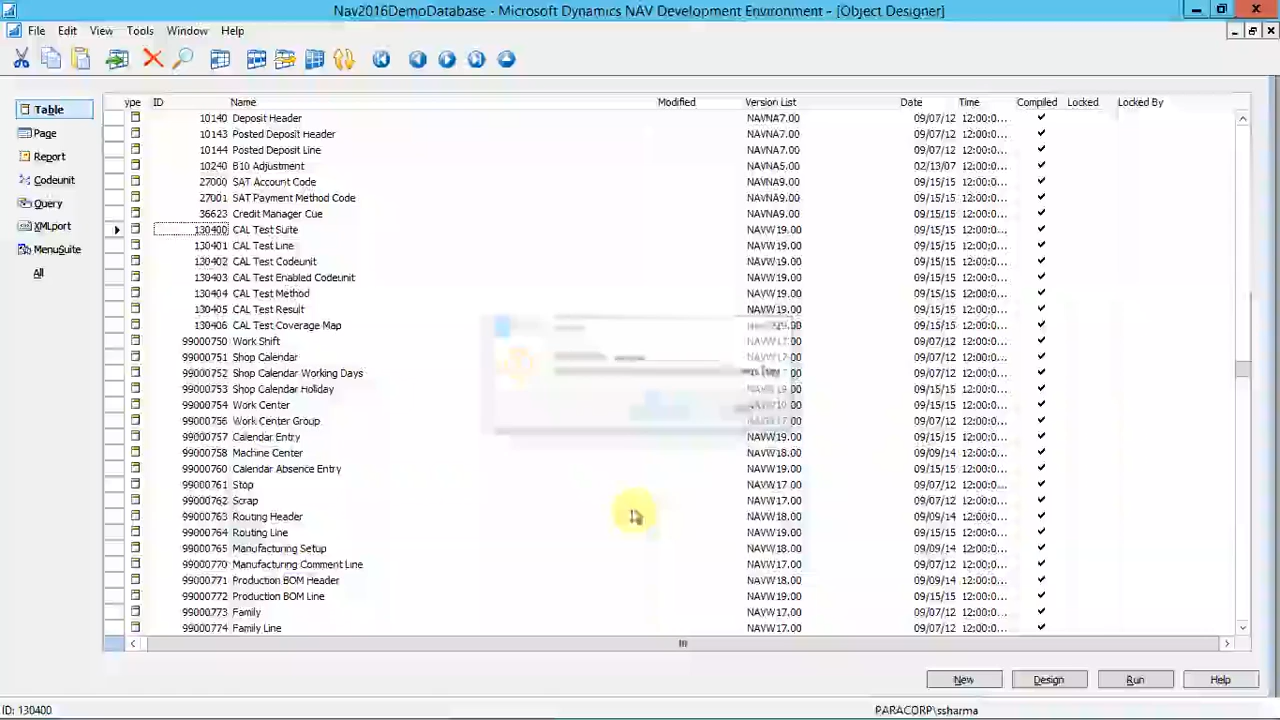 Nav2016DemoDatabase - Microsoft Dynamics NAV Development Environment - [Object Designer]
File Edit View Tools Window Help
ype ID Name Modified Version List Date Time Compiled Locked Locked By
Table
Page
Report
Codeunit
Query
XMLport
MenuSuite
All
10140 Deposit Header NAVNA7.00 09/07/12 12:00:0...
10143 Posted Deposit Header NAVNA7.00 09/07/12 12:00:0...
10144 Posted Deposit Line NAVNA7.00 09/07/12 12:00:0...
10240 B10 Adjustment NAVNA5.00 02/13/07 12:00:0...
27000 SAT Account Code NAVNA9.00 09/15/15 12:00:0...
27001 SAT Payment Method Code NAVNA9.00 09/15/15 12:00:0...
36623 Credit Manager Cue NAVNA9.00 09/15/15 12:00:0...
130400 CAL Test Suite NAVW19.00 09/15/15 12:00:0...
130401 CAL Test Line NAVW19.00 09/15/15 12:00:0...
130402 CAL Test Codeunit NAVW19.00 09/15/15 12:00:0...
130403 CAL Test Enabled Codeunit NAVW19.00 09/15/15 12:00:0...
130404 CAL Test Method NAVW19.00 09/15/15 12:00:0...
130405 CAL Test Result NAVW19.00 09/15/15 12:00:0...
130406 CAL Test Coverage Map 09/15/15 12:00:0...
99000750 Work Shift 09/07/12 12:00:0...
99000751 Shop Calendar 09/07/12 12:00:0...
99000752 Shop Calendar Working Days 09/15/15 12:00:0...
99000753 Shop Calendar Holiday 09/15/15 12:00:0...
99000754 Work Center 09/15/15 12:00:0...
99000756 Work Center Group NAVW17.00 09/07/12 12:00:0...
99000757 Calendar Entry NAVW19.00 09/15/15 12:00:0...
99000758 Machine Center NAVW18.00 09/09/14 12:00:0...
99000760 Calendar Absence Entry NAVW19.00 09/15/15 12:00:0...
99000761 Stop NAVW17.00 09/07/12 12:00:0...
99000762 Scrap NAVW17.00 09/07/12 12:00:0...
99000763 Routing Header NAVW18.00 09/09/14 12:00:0...
99000764 Routing Line NAVW19.00 09/15/15 12:00:0...
99000765 Manufacturing Setup NAVW18.00 09/09/14 12:00:0...
99000770 Manufacturing Comment Line NAVW17.00 09/07/12 12:00:0...
99000771 Production BOM Header NAVW18.00 09/09/14 12:00:0...
99000772 Production BOM Line NAVW19.00 09/15/15 12:00:0...
99000773 Family NAVW17.00 09/07/12 12:00:0...
99000774 Family Line NAVW17.00 09/07/12 12:00:0...
New Design Run Help
ID: 130400 PARACORP\ssharma